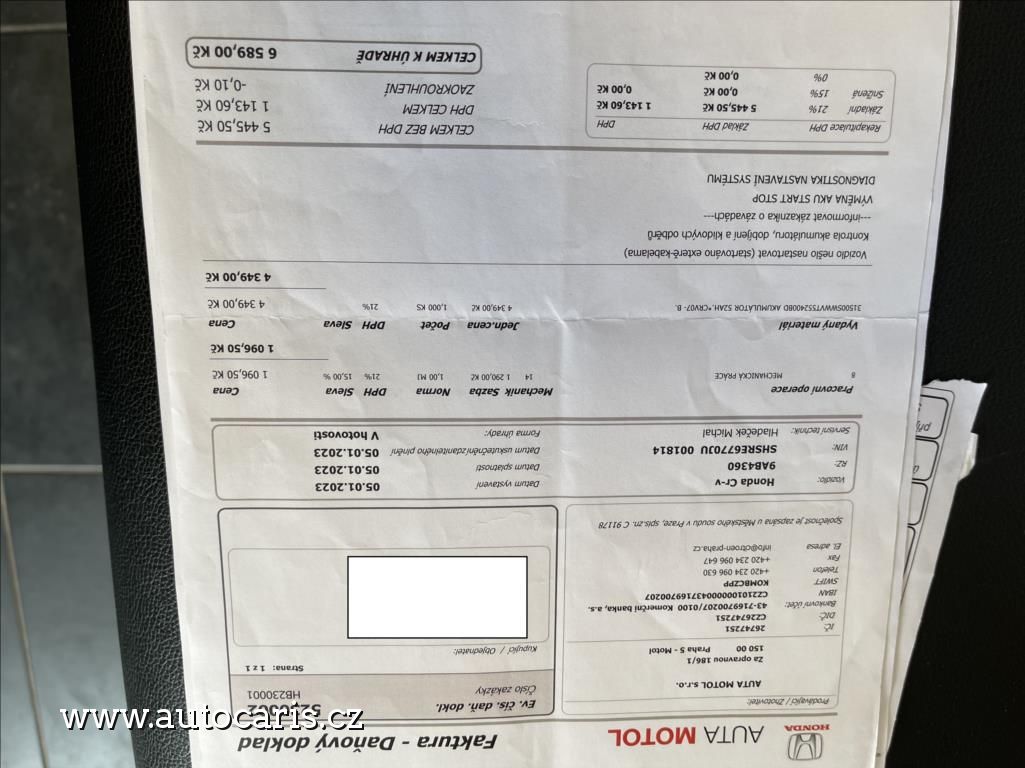 HONDA AUTA MOTOL Faktura - Daňový doklad
Prodávající / Zhotovitel:
AUTA MOTOL s.r.o.
Za opravnou 186/1
150 00 Praha 5 - Motol
IČ: 26747251
DIČ: CZ26747251
Bankovní účet: 43-7169700207/0100 Komerční banka, a.s.
IBAN CZ2101000000437169700207
SWIFT KOMBCZPP
Telefon +420 234 096 630
Fax +420 234 096 647
El. adresa info@citroen-praha.cz
Společnost je zapsána u Městského soudu v Praze, spis.zn. C 91178
Ev. čís. daň. dokl.
Číslo zakázky HB230001
Strana: 1 z 1
Kupující / Objednatel:
Vozidlo: Honda Cr-v
RZ: 9AB4360
VIN: SHSRE6770JU 001814
Servisní technik: Hladeček Michal
Datum vystavení 05.01.2023
Datum splatnosti 05.01.2023
Datum uskutečnění zdanitelného plnění 05.01.2023
Forma úhrady: V hotovosti
Pracovní operace Mechanik Sazba Norma DPH Sleva Cena
8 MECHANICKÁ PRÁCE 14 1 290,00 Kč 1,00 MJ 21% 15,00 % 1 096,50 Kč
1 096,50 Kč
Vydaný materiál Jedn.cena Počet DPH Sleva Cena
31500SWWVTS52408D AKUMULÁTOR 52AH.*CRV07- B. 4 349,00 Kč 1,000 KS 21% 4 349,00 Kč
4 349,00 Kč
Vozidlo nešlo nastartovat (startováno exteré-kabelama)
Kontrola akumulátoru, dobíjení a klidových odběrů
---informovat zákazníka o závadách---
VÝMĚNA AKU START STOP
DIAGNOSTIKA NASTAVENÍ SYSTÉMU
Rekapitulace DPH Základ DPH DPH
Základní 21% 5 445,50 Kč 1 143,60 Kč
Snížená 15% 0,00 Kč 0,00 Kč
0% 0,00 Kč
CELKEM BEZ DPH 5 445,50 Kč
DPH CELKEM 1 143,60 Kč
ZAOKROUHLENÍ -0,10 Kč
CELKEM K ÚHRADĚ 6 589,00 Kč
www.autocaris.cz